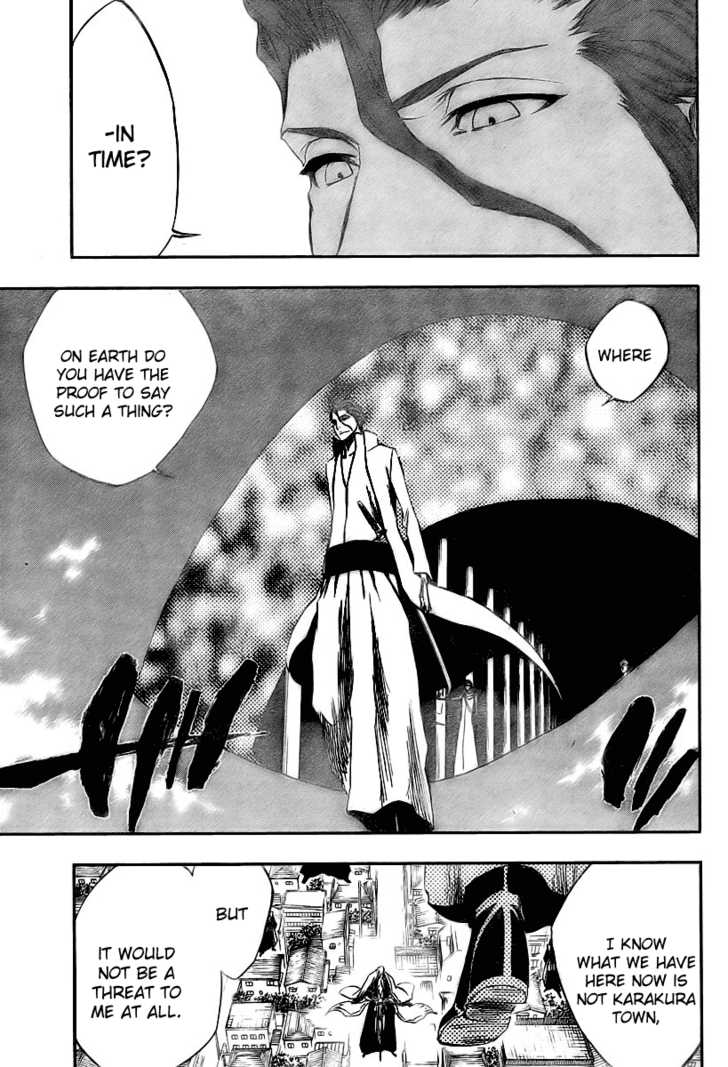 -IN
TIME?
WHERE
ON EARTH DO
YOU HAVE THE
PROOF TO SAY
SUCH A THING?
I KNOW
WHAT WE HAVE
HERE NOW IS
NOT KARAKURA
TOWN,
BUT
IT WOULD
NOT BE A
THREAT TO
ME AT ALL.